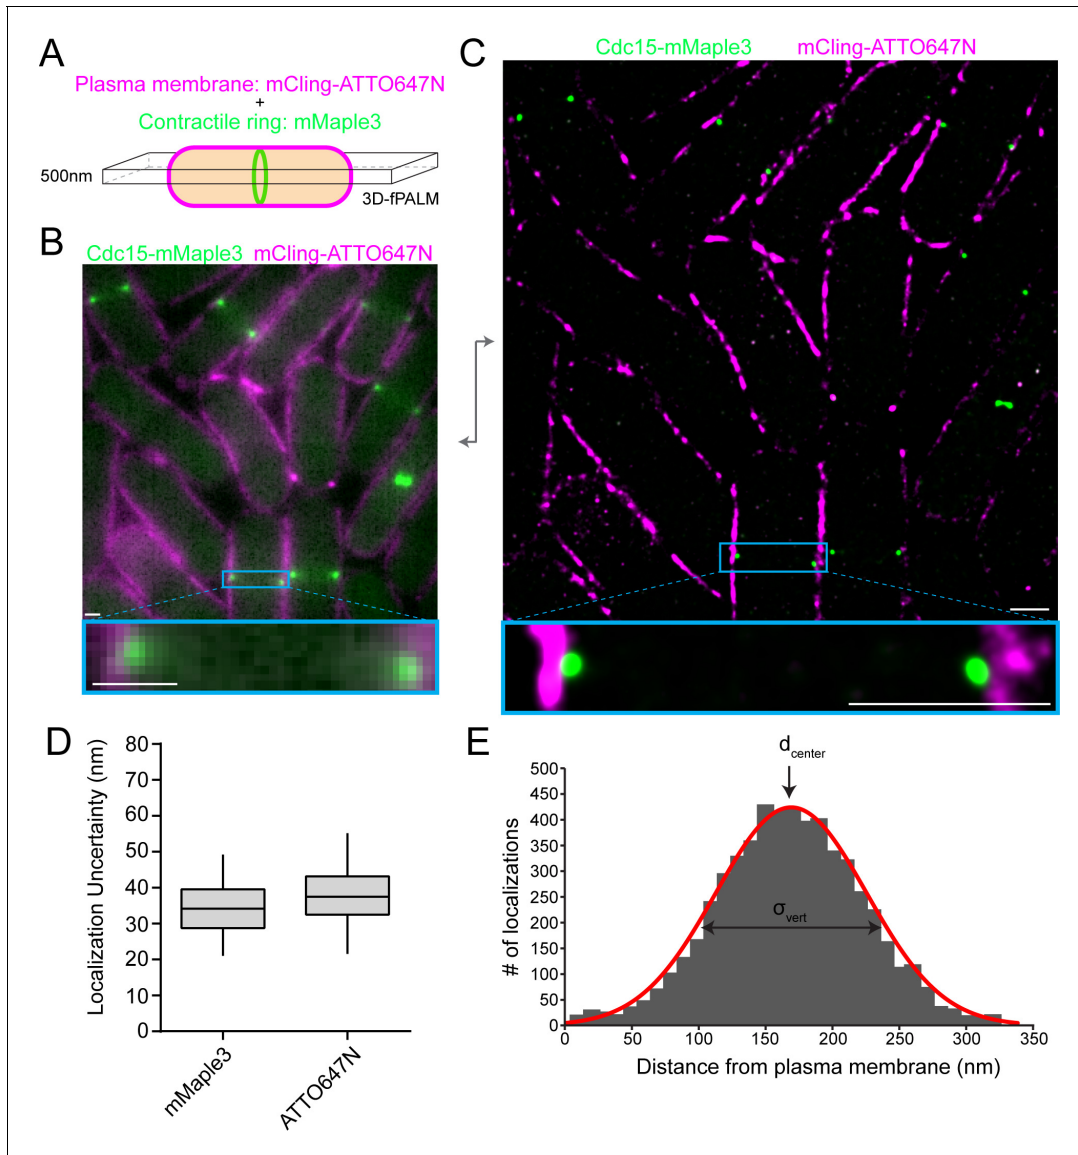 A
Plasma membrane: mCling-ATTO647N
+
Contractile ring: mMaple3
500nm
3D-fPALM
B
Cdc15-mMaple3 mCling-ATTO647N
C
Cdc15-mMaple3 mCling-ATTO647N
D
Localization Uncertainty (nm)
80
70
60
50
40
30
20
10
0
mMaple3
ATTO647N
E
d center
σ vert
# of localizations
500
450
400
350
300
250
200
150
100
50
0
0 50 100 150 200 250 300 350
Distance from plasma membrane (nm)